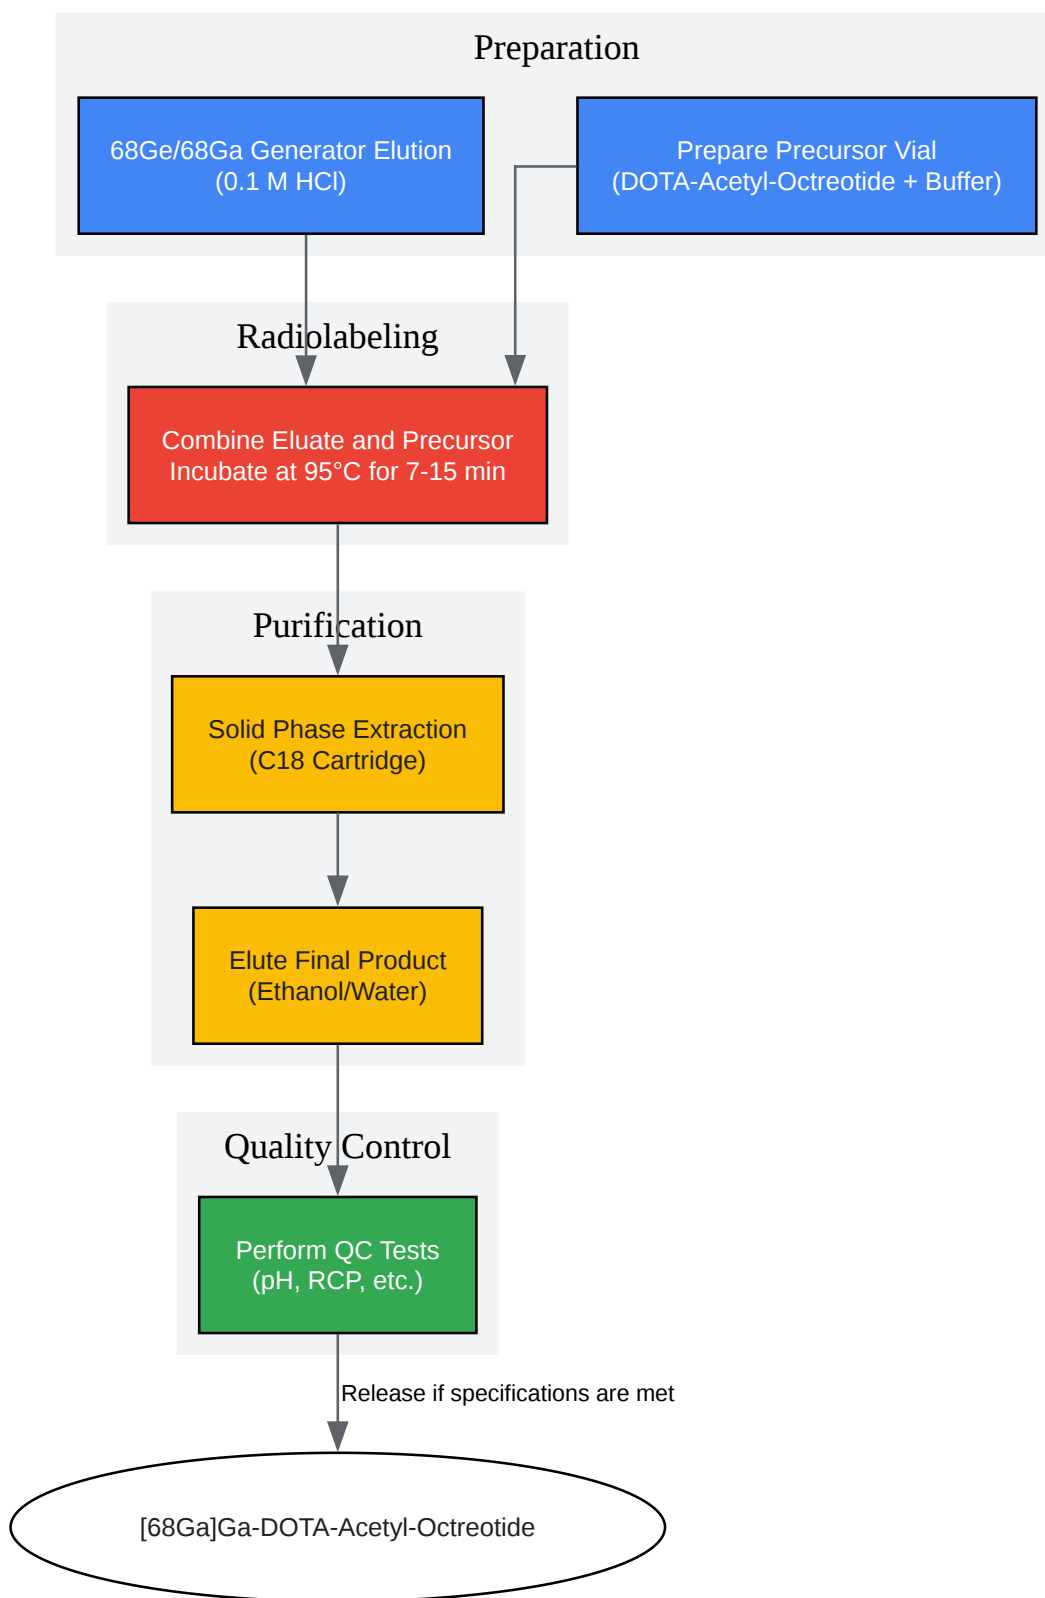 Preparation
68Ge/68Ga Generator Elution
(0.1 M HCl)
Prepare Precursor Vial
(DOTA-Acetyl-Octreotide + Buffer)
Radiolabeling
Combine Eluate and Precursor
Incubate at 95°C for 7-15 min
Purification
Solid Phase Extraction
(C18 Cartridge)
Elute Final Product
(Ethanol/Water)
Quality Control
Perform QC Tests
(pH, RCP, etc.)
Release if specifications are met
[68Ga]Ga-DOTA-Acetyl-Octreotide